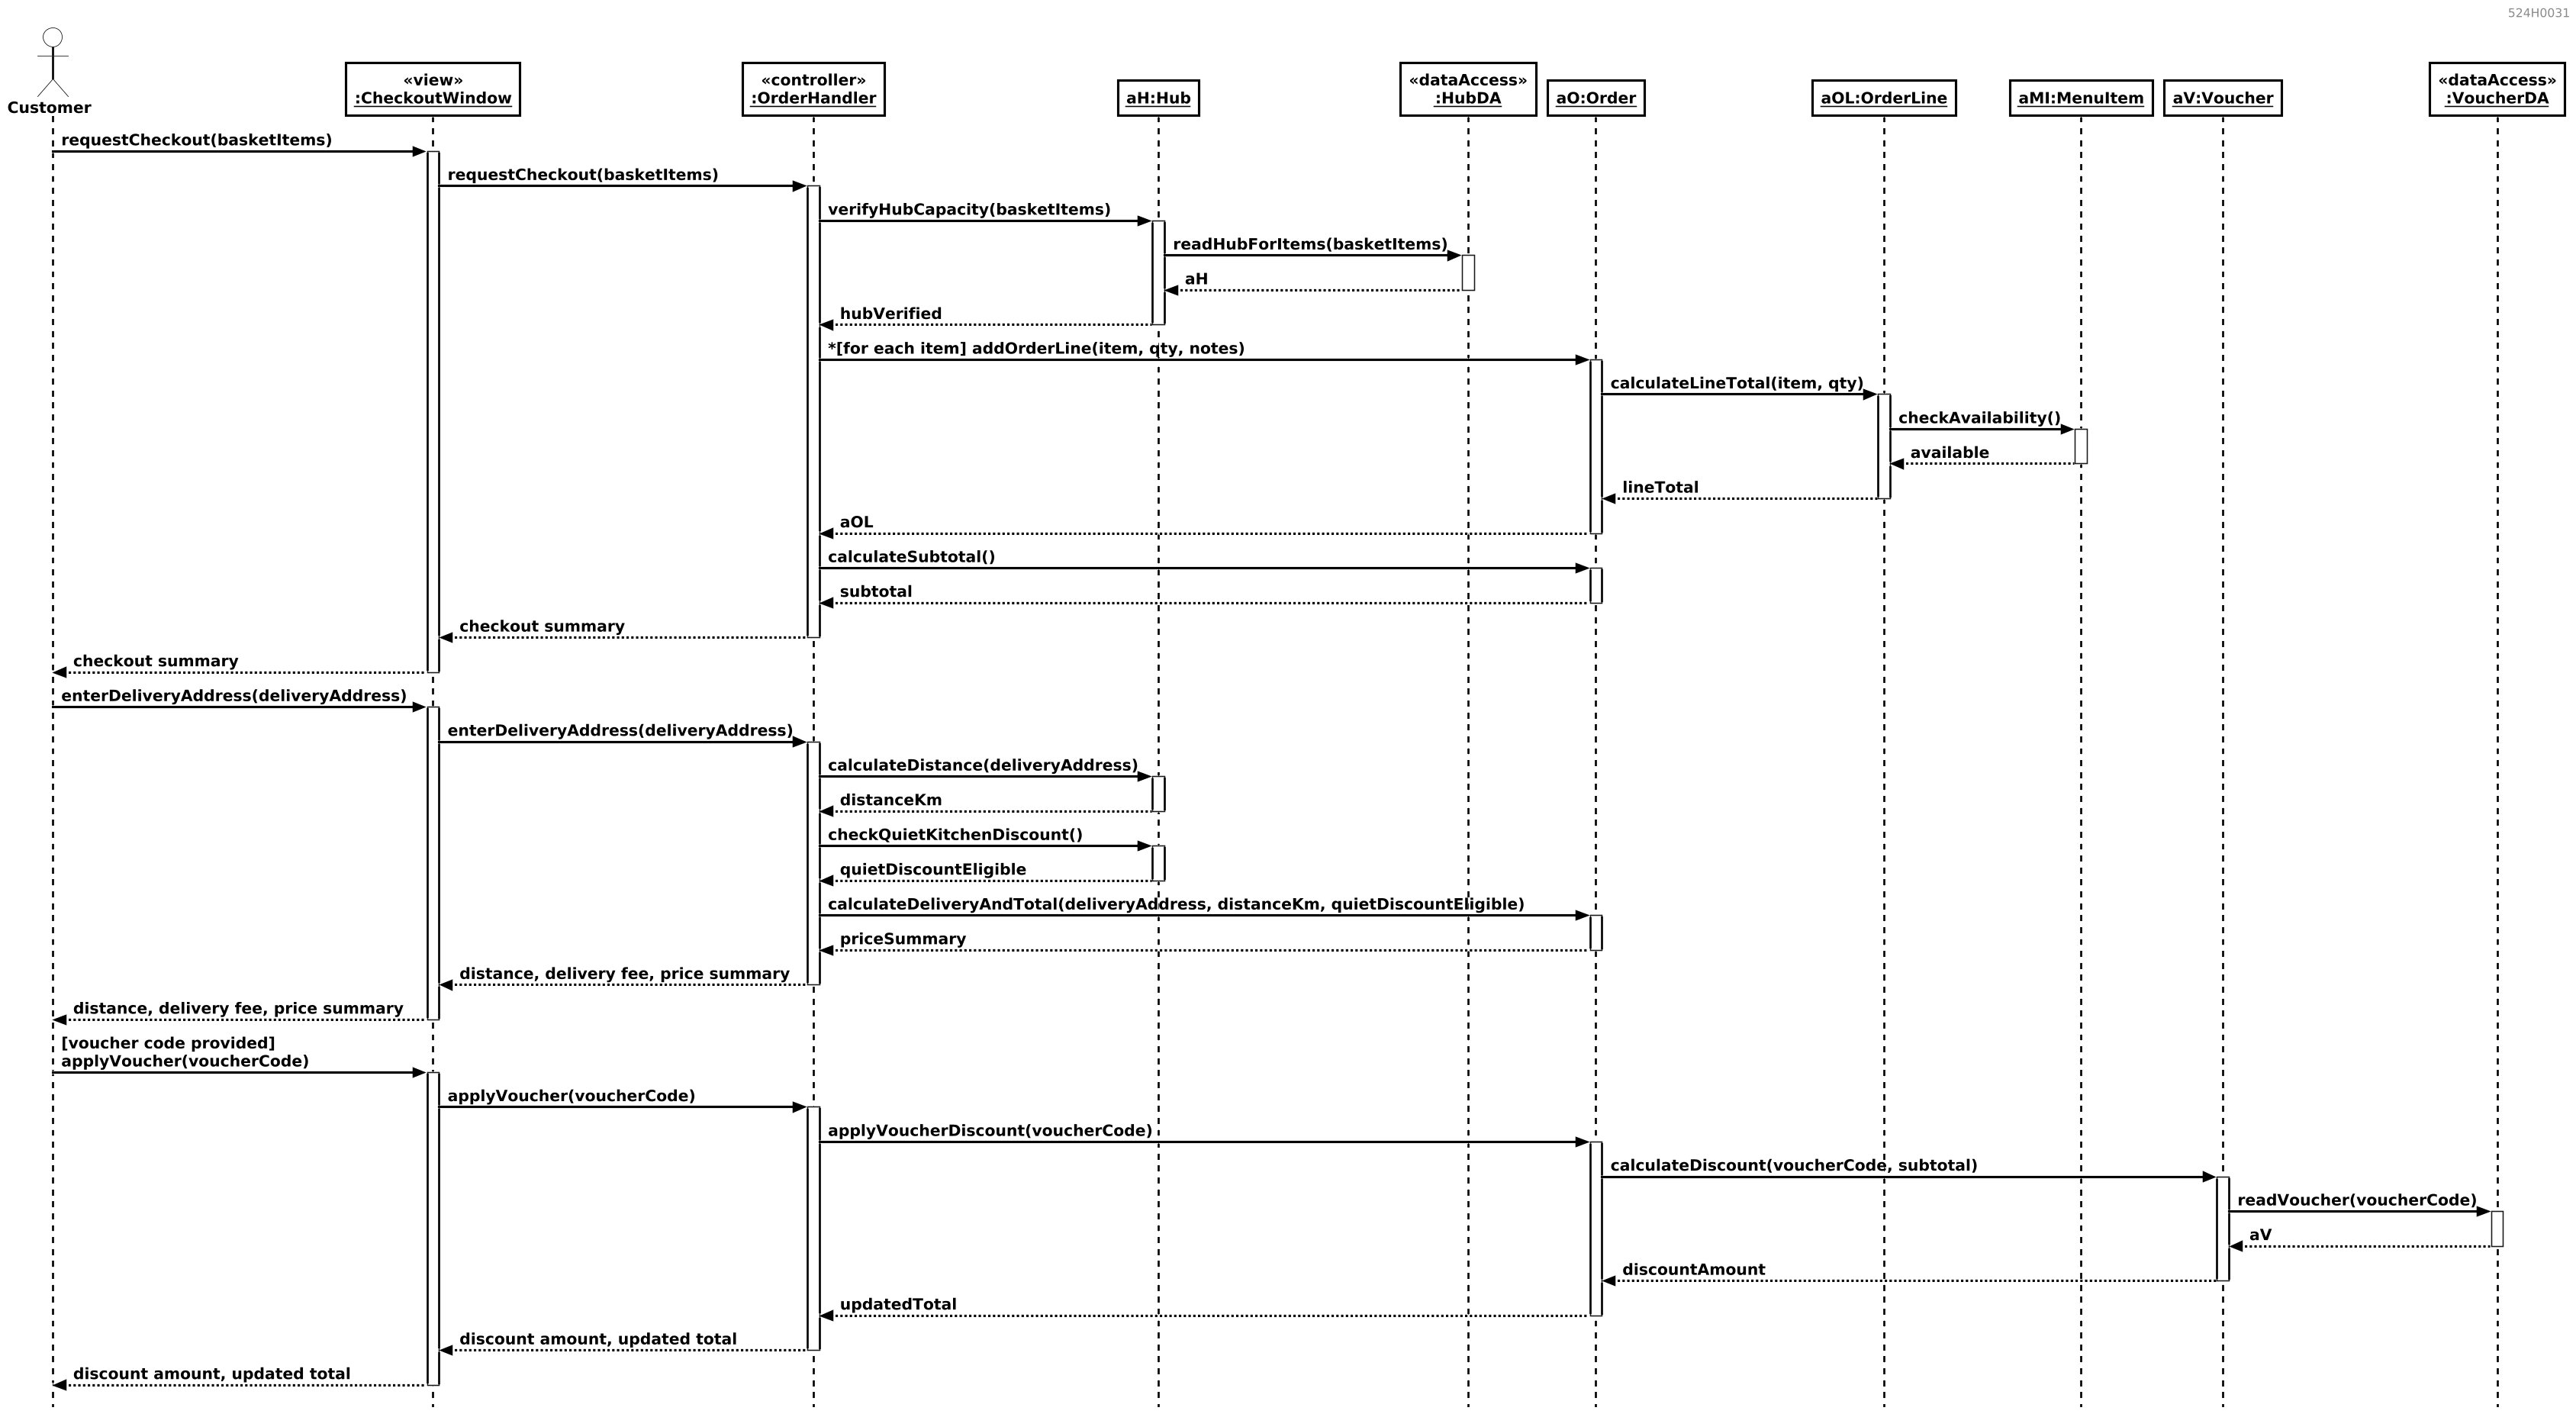 524H0031
Customer
«view»
:CheckoutWindow
«controller»
:OrderHandler
aH:Hub
«dataAccess»
:HubDA
aO:Order
aOL:OrderLine
aMI:MenuItem
aV:Voucher
«dataAccess»
:VoucherDA
requestCheckout(basketItems)
requestCheckout(basketItems)
verifyHubCapacity(basketItems)
readHubForItems(basketItems)
aH
hubVerified
*[for each item] addOrderLine(item, qty, notes)
calculateLineTotal(item, qty)
checkAvailability()
available
lineTotal
aOL
calculateSubtotal()
subtotal
checkout summary
checkout summary
enterDeliveryAddress(deliveryAddress)
enterDeliveryAddress(deliveryAddress)
calculateDistance(deliveryAddress)
distanceKm
checkQuietKitchenDiscount()
quietDiscountEligible
calculateDeliveryAndTotal(deliveryAddress, distanceKm, quietDiscountEligible)
priceSummary
distance, delivery fee, price summary
distance, delivery fee, price summary
[voucher code provided]
applyVoucher(voucherCode)
applyVoucher(voucherCode)
applyVoucherDiscount(voucherCode)
calculateDiscount(voucherCode, subtotal)
readVoucher(voucherCode)
aV
discountAmount
updatedTotal
discount amount, updated total
discount amount, updated total